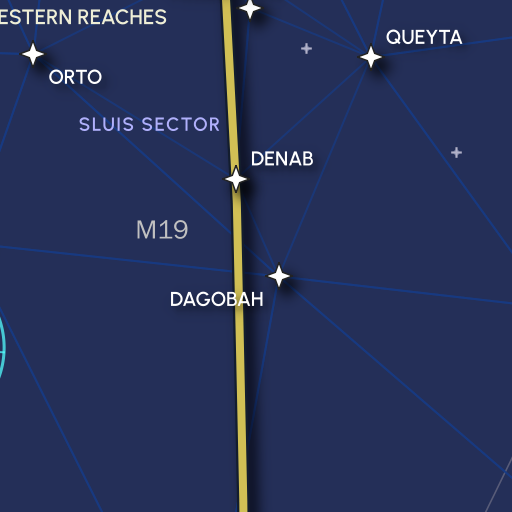 ESTERN REACHES
QUEYTA
ORTO
SLUIS SECTOR
DENAB
M19
DAGOBAH